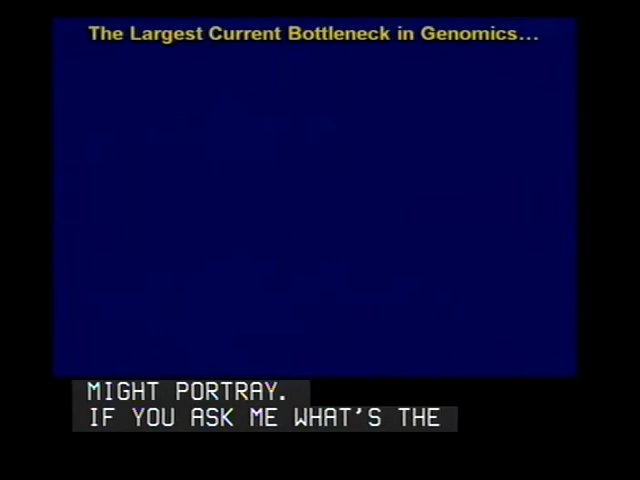 The Largest Current Bottleneck in Genomics...
MIGHT PORTRAY.
IF YOU ASK ME WHAT'S THE